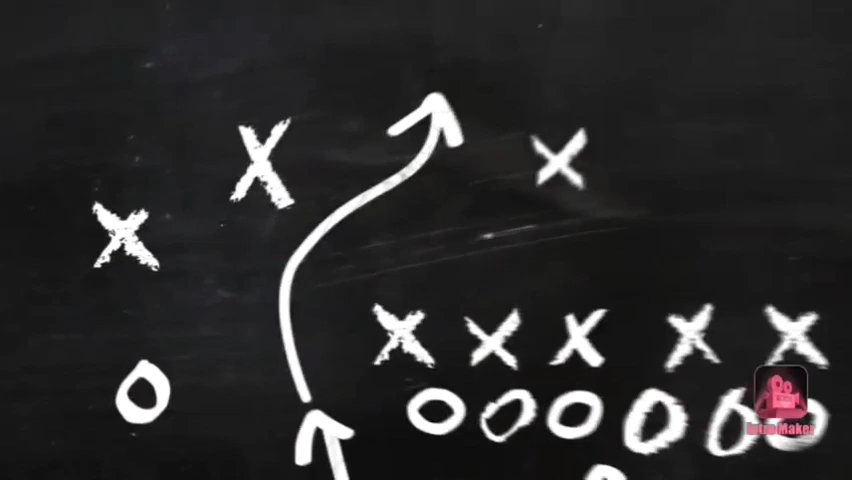 X X
X
X X X X X
O O O O O O O
O
Intro Maker